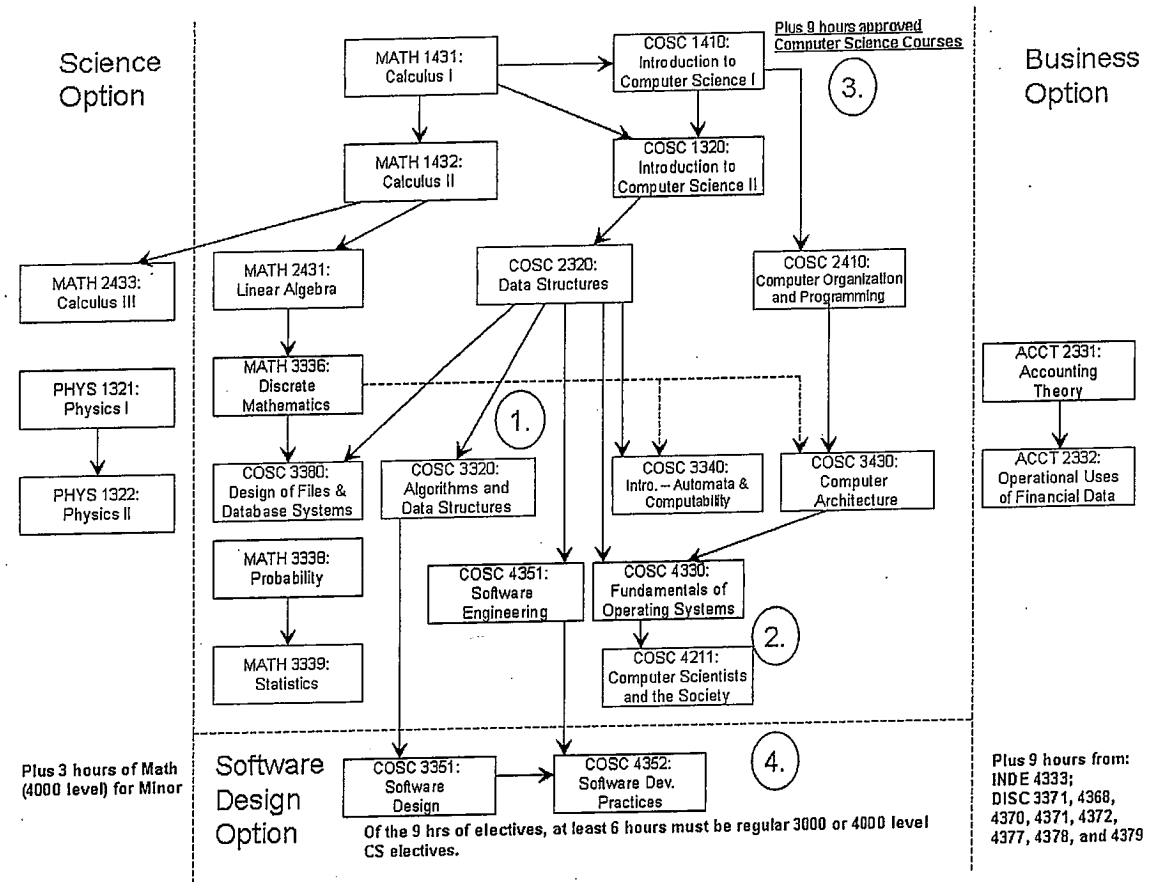 Science
Option
MATH 1431:
Calculus I
COSC 1410:
Introduction to
Computer Science I
Plus 9 hours approved
Computer Science Courses
3.
Business
Option
MATH 1432:
Calculus II
COSC 1320:
Introduction to
Computer Science II
MATH 2433:
Calculus III
MATH 2431:
Linear Algebra
COSC 2320:
Data Structures
COSC 2410:
Computer Organization
and Programming
PHYS 1321:
Physics I
MATH 3336:
Discrete
Mathematics
1.
ACCT 2331:
Accounting
Theory
PHYS 1322:
Physics II
COSC 3380:
Design of Files &
Database Systems
COSC 3320:
Algorithms and
Data Structures
COSC 3340:
Intro. – Automata &
Computability
COSC 3430:
Computer
Architecture
ACCT 2332:
Operational Uses
of Financial Data
MATH 3338:
Probability
COSC 4351:
Software
Engineering
COSC 4330:
Fundamentals of
Operating Systems
2.
MATH 3339:
Statistics
COSC 4211:
Computer Scientists
and the Society
Plus 3 hours of Math
(4000 level) for Minor
Software
Design
Option
COSC 3351:
Software
Design
COSC 4352:
Software Dev.
Practices
4.
Of the 9 hrs of electives, at least 6 hours must be regular 3000 or 4000 level
CS electives.
Plus 9 hours from:
INDE 4333;
DISC 3371, 4368,
4370, 4371, 4372,
4377, 4378, and 4379